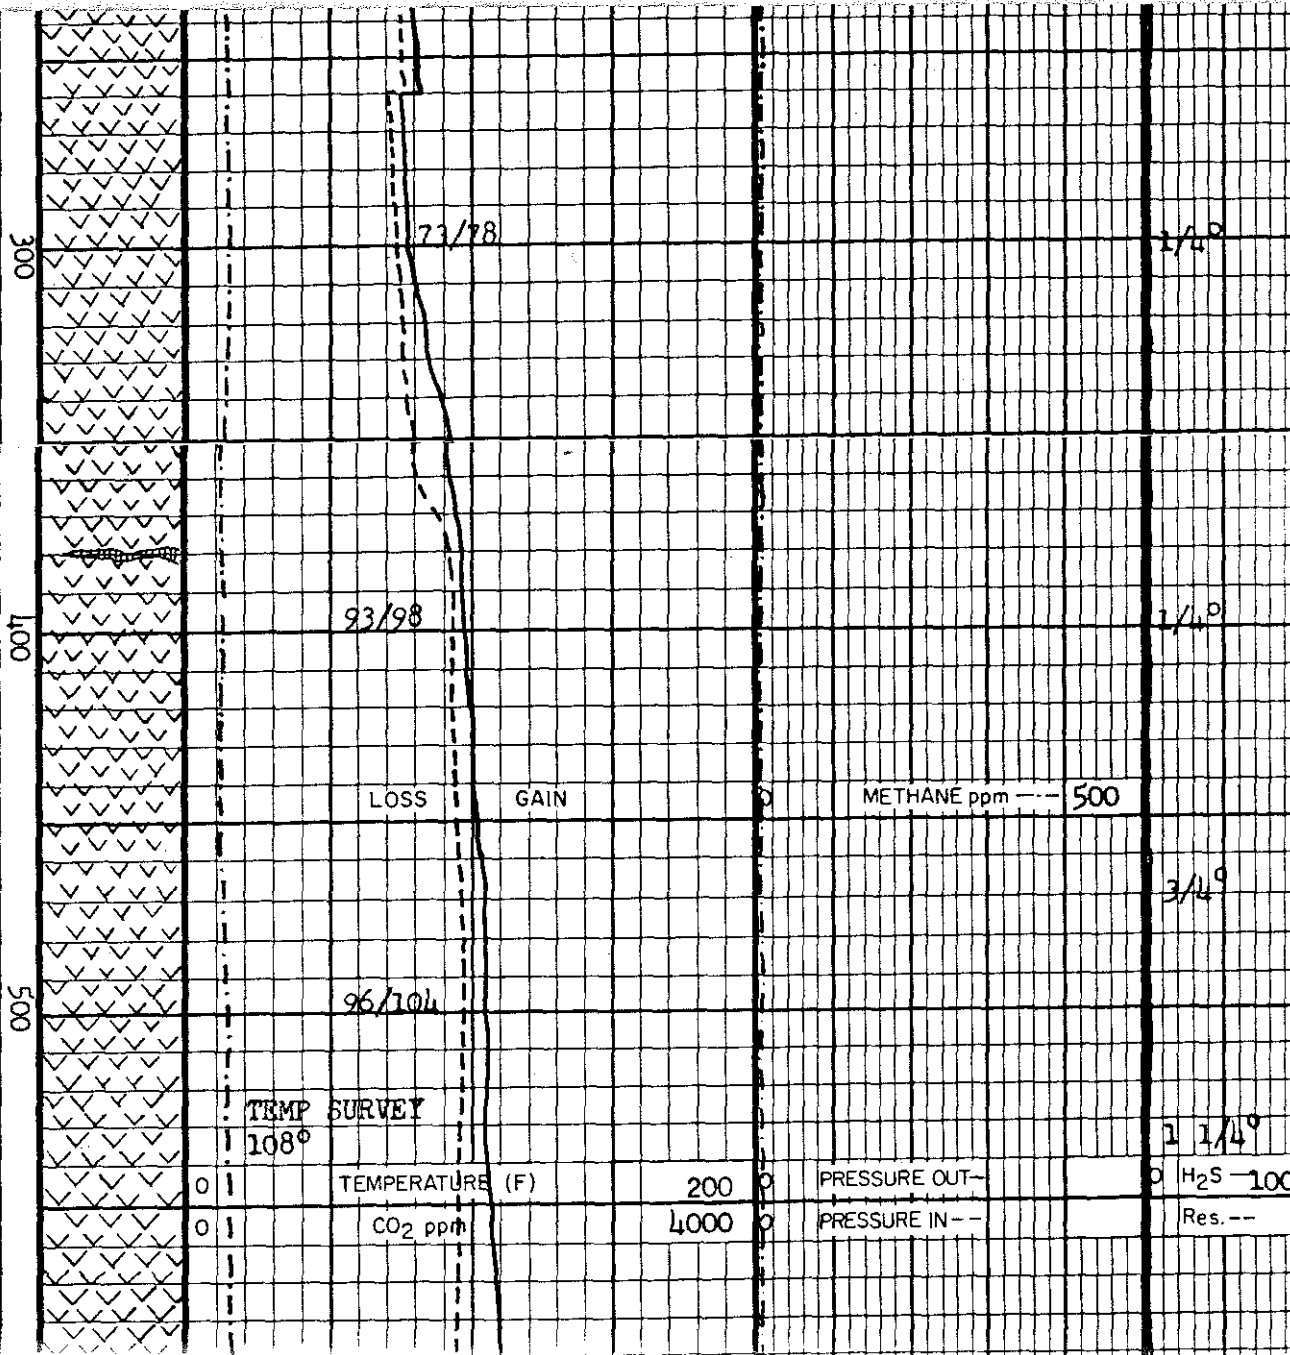 300
73/78
1/4°
400
93/98
1/4°
LOSS GAIN
0 METHANE ppm —-— 500
3/4°
500
96/104
TEMP SURVEY
108°
1 1/4°
0 TEMPERATURE (F) 200
0 PRESSURE OUT—
0 H₂S — 100
0 CO₂ ppm 4000
0 PRESSURE IN - -
Res. --